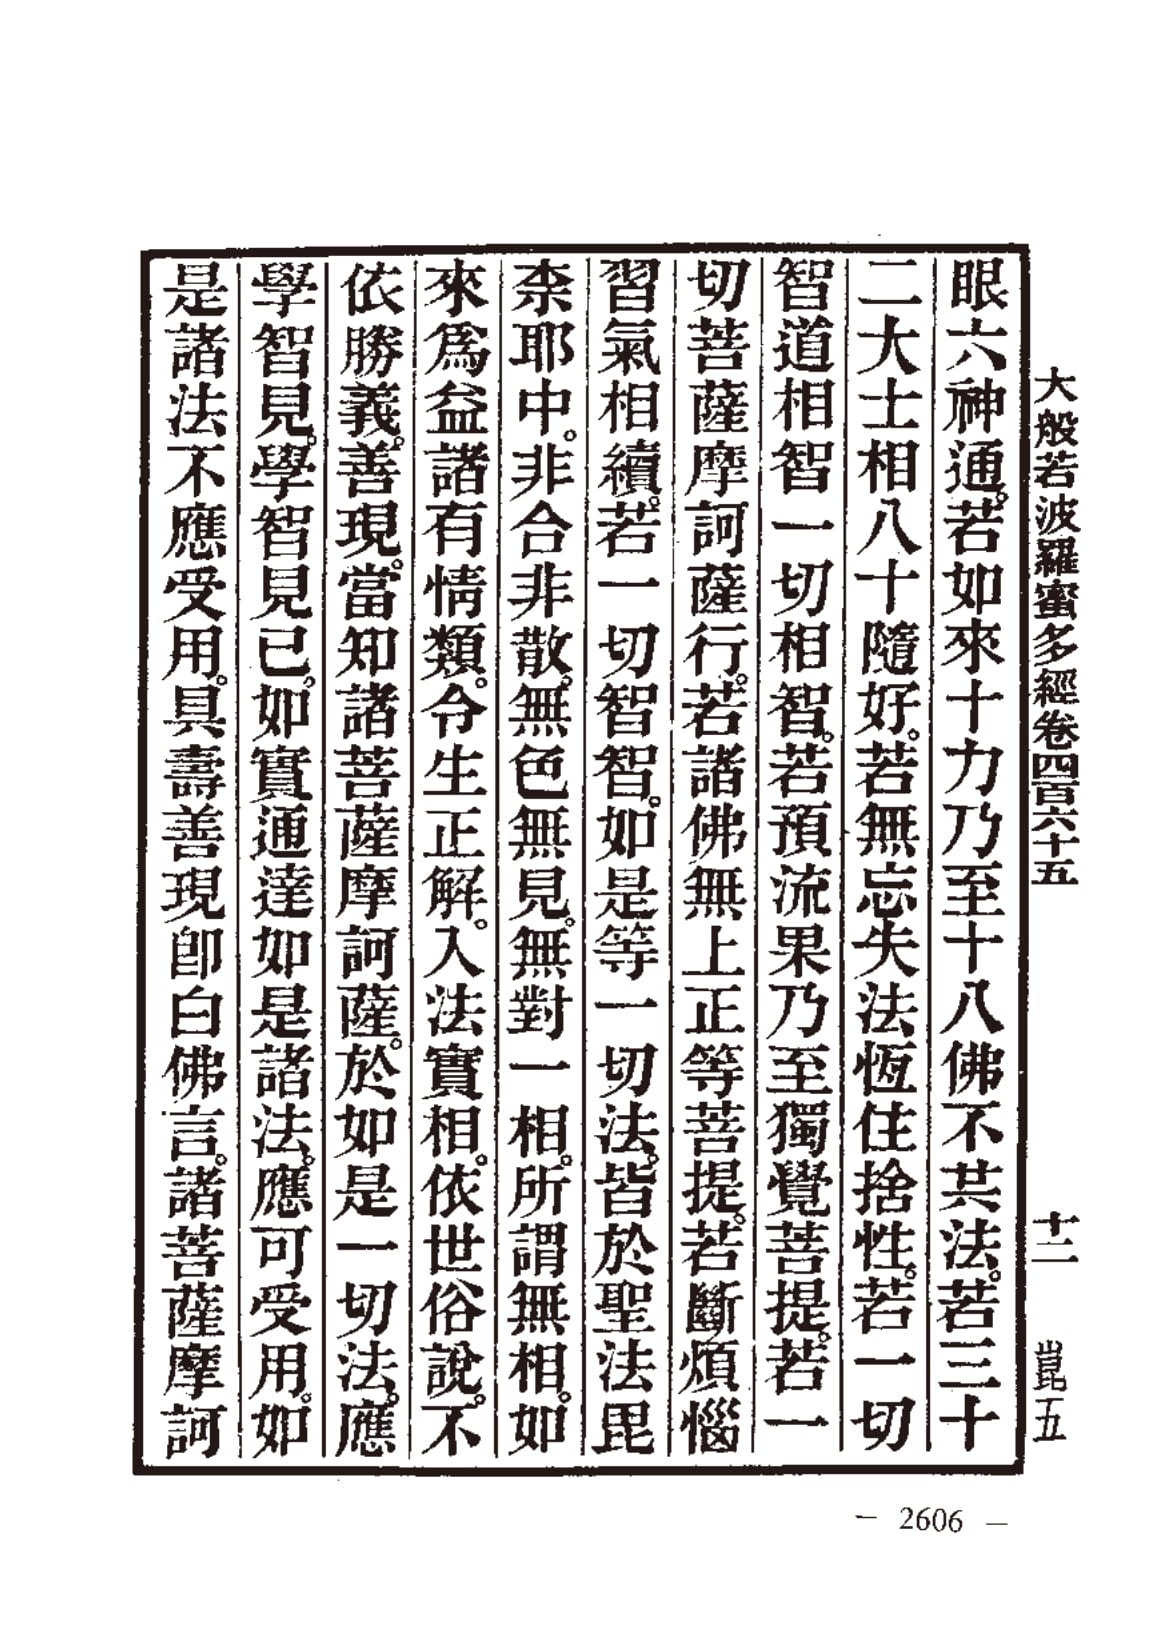 大般若波羅蜜多經卷四百六十五 十二 崑五
眼六神通。若如來十力乃至十八佛不共法。若三十
二大士相八十隨好。若無忘失法恆住捨性。若一切
智道相智一切相智。若預流果乃至獨覺菩提。若一
切菩薩摩訶薩行。若諸佛無上正等菩提。若斷煩惱
習氣相續。若一切智智。如是等一切法。皆於聖法毘
柰耶中。非合非散。無色無見。無對一相。所謂無相。如
來爲益諸有情類。令生正解。入法實相。依世俗說。不
依勝義。善現。當知諸菩薩摩訶薩。於如是一切法。應
學智見。學智見已。如實通達如是諸法。應可受用。如
是諸法不應受用。具壽善現卽白佛言。諸菩薩摩訶
— 2606 —